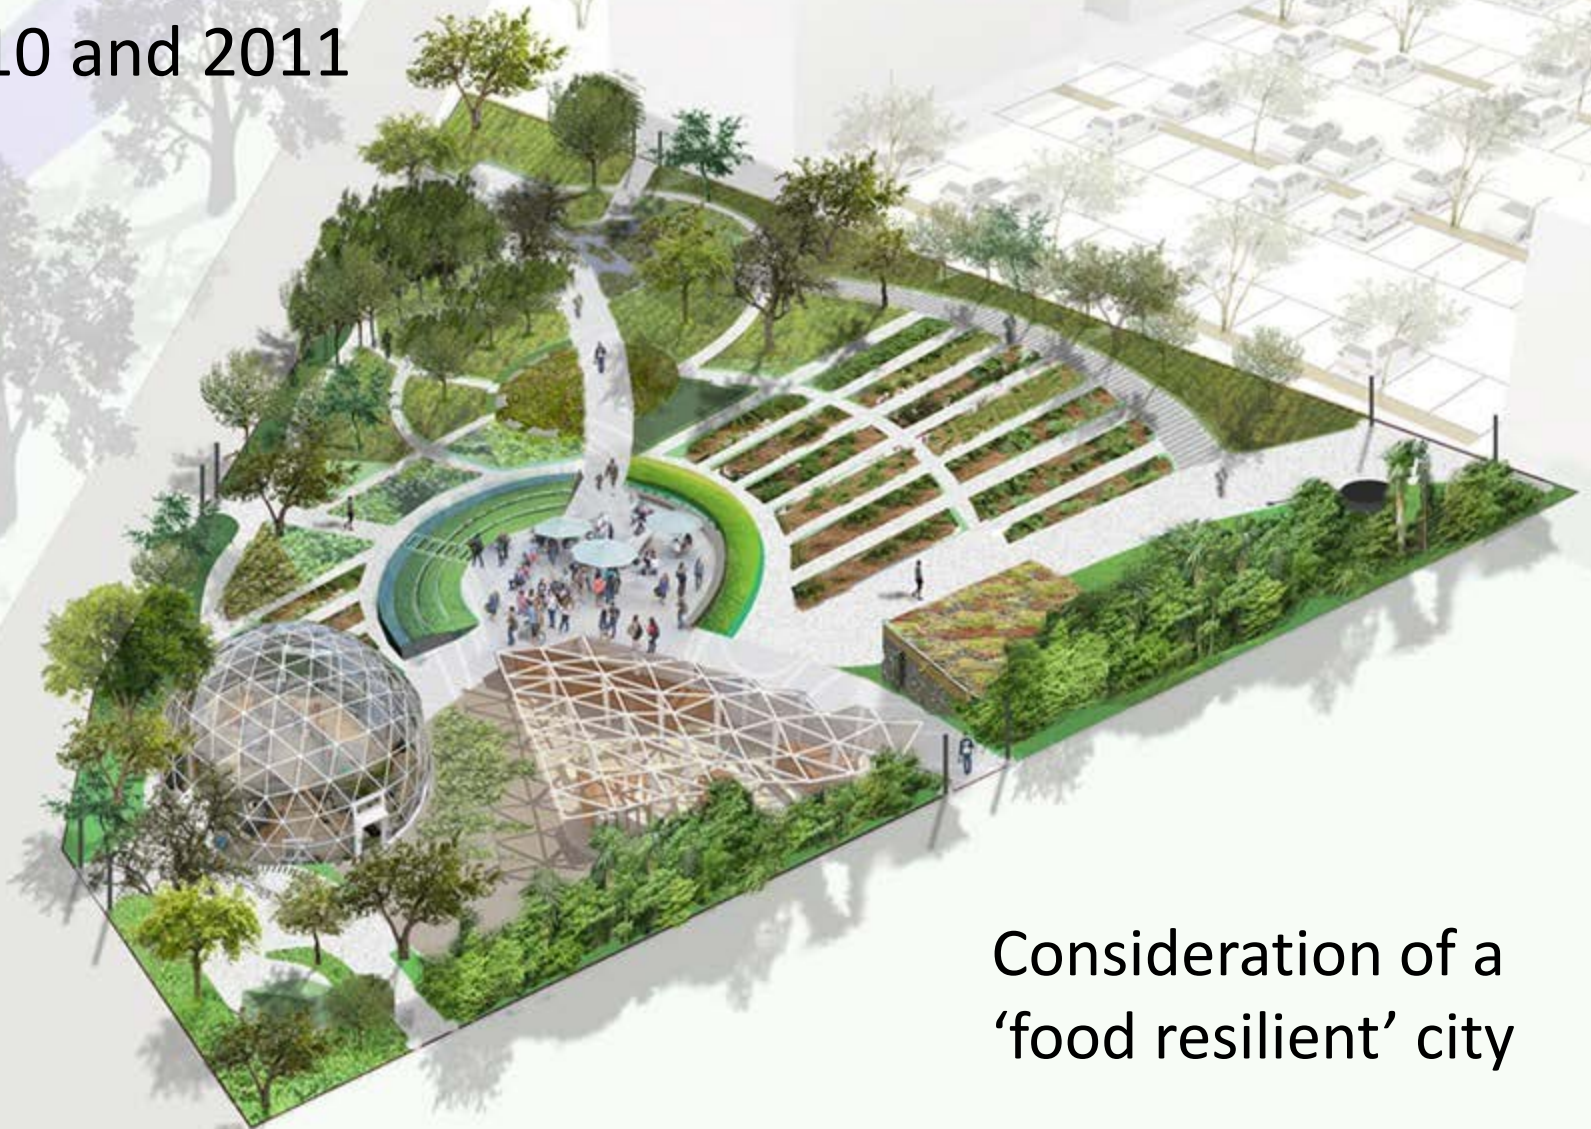 10 and 2011
Consideration of a
‘food resilient’ city